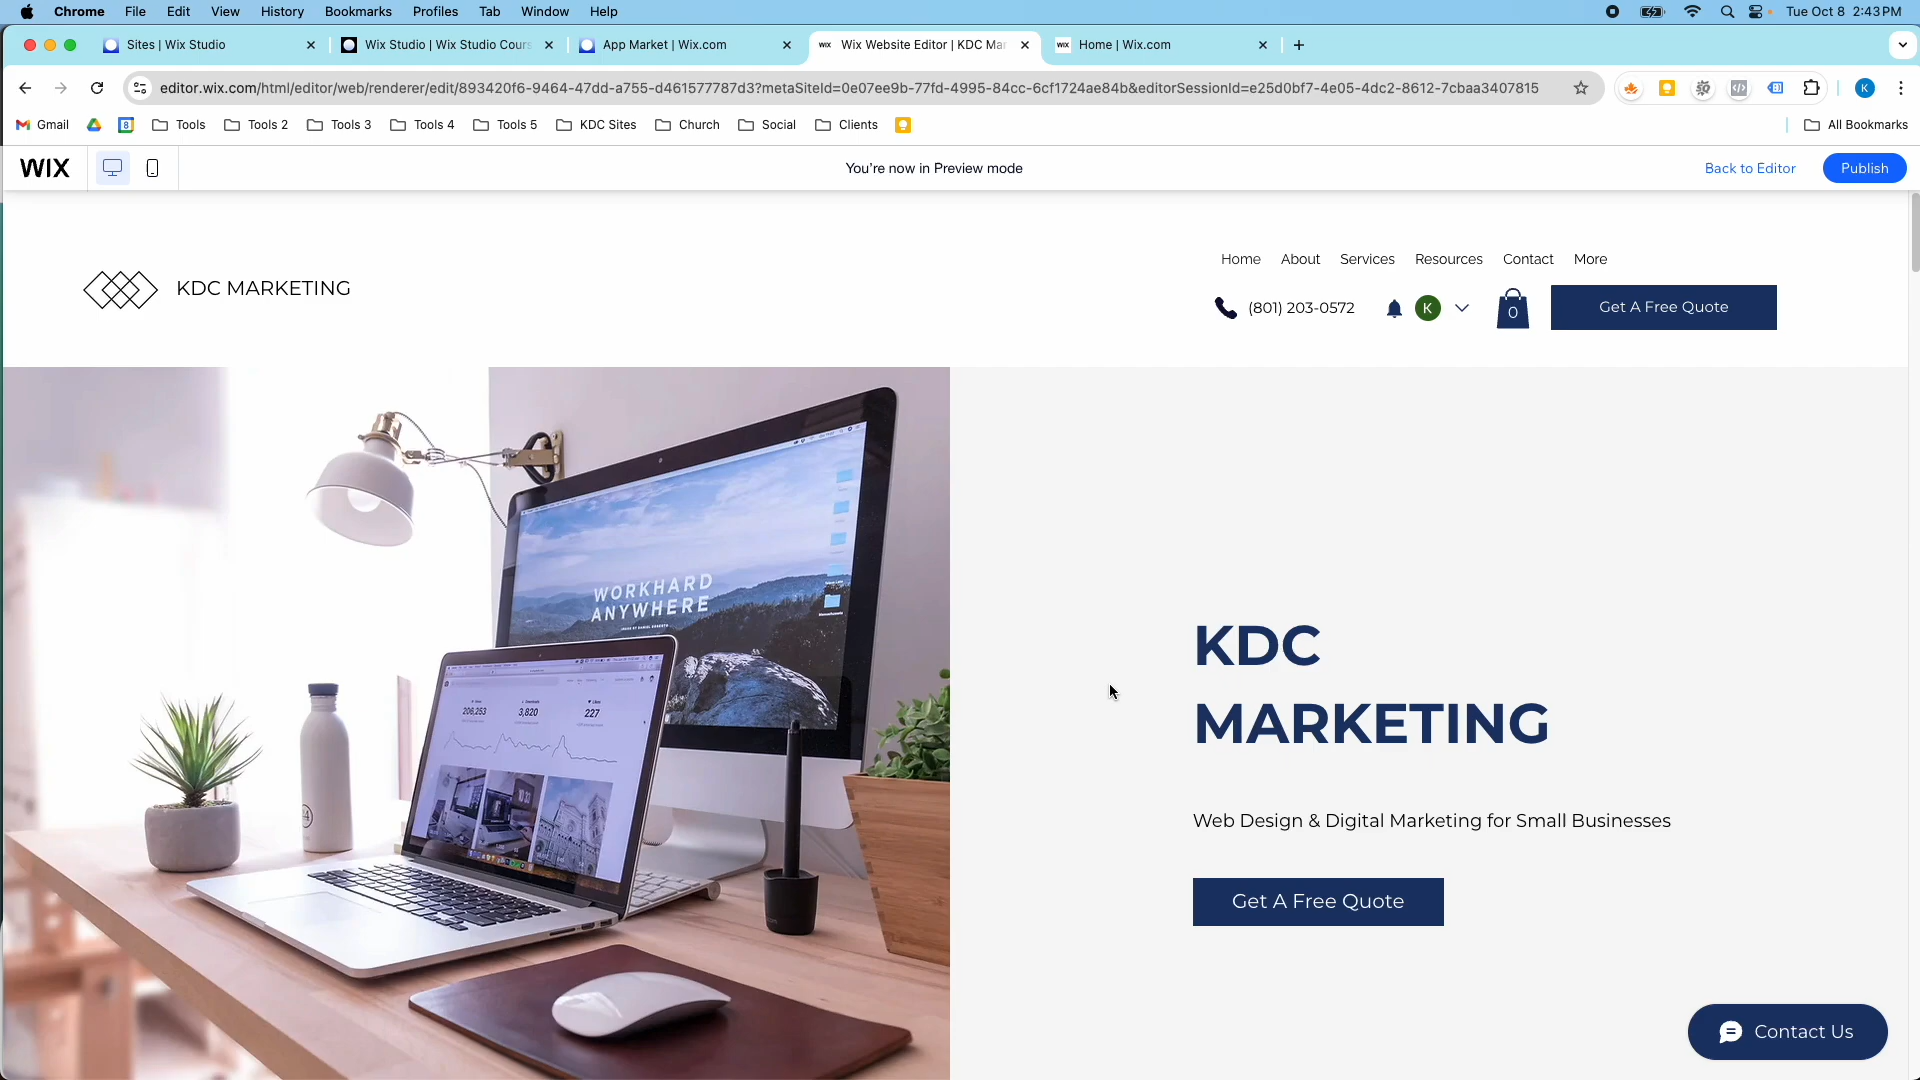 Chrome File Edit View History Bookmarks Profiles Tab Window Help Tue Oct 8 2:43 PM
Sites | Wix Studio Wix Studio | Wix Studio Cours App Market | Wix.com WIX Wix Website Editor | KDC Mar WIX Home | Wix.com
editor.wix.com/html/editor/web/renderer/edit/893420f6-9464-47dd-a755-d461577787d3?metaSiteId=0e07ee9b-77fd-4995-84cc-6cf1724ae84b&editorSessionId=e25d0bf7-4e05-4dc2-8612-7cbaa3407815 K
Gmail 8 Tools Tools 2 Tools 3 Tools 4 Tools 5 KDC Sites Church Social Clients All Bookmarks
WIX You're now in Preview mode Back to Editor Publish
Home About Services Resources Contact More
KDC MARKETING
(801) 203-0572 K 0 Get A Free Quote
WORKHARD
ANYWHERE
206,253 3,820 227
KDC
MARKETING
Web Design & Digital Marketing for Small Businesses
Get A Free Quote
Contact Us